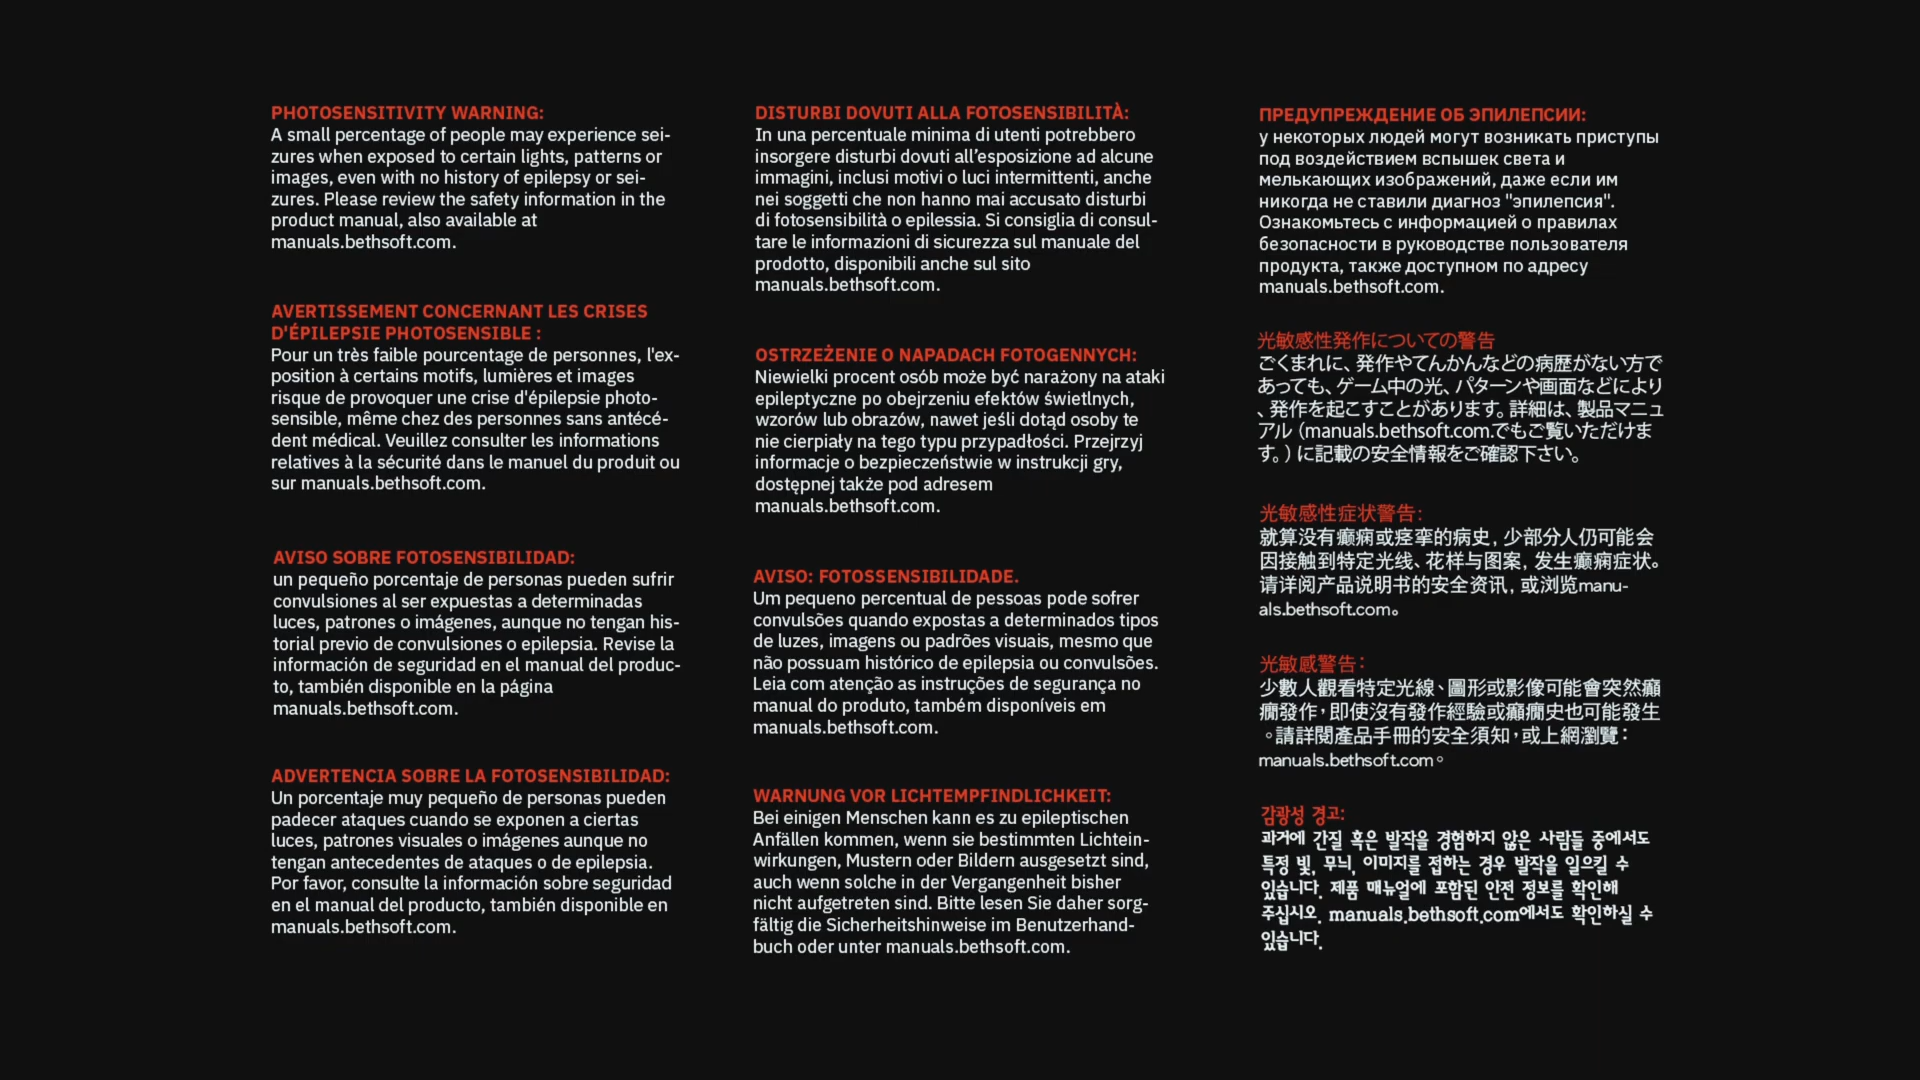 PHOTOSENSITIVITY WARNING:
A small percentage of people may experience sei-
zures when exposed to certain lights, patterns or
images, even with no history of epilepsy or sei-
zures. Please review the safety information in the
product manual, also available at
manuals.bethsoft.com.
AVERTISSEMENT CONCERNANT LES CRISES
D'ÉPILEPSIE PHOTOSENSIBLE :
Pour un très faible pourcentage de personnes, l'ex-
position à certains motifs, lumières et images
risque de provoquer une crise d'épilepsie photo-
sensible, même chez des personnes sans antécé-
dent médical. Veuillez consulter les informations
relatives à la sécurité dans le manuel du produit ou
sur manuals.bethsoft.com.
AVISO SOBRE FOTOSENSIBILIDAD:
un pequeño porcentaje de personas pueden sufrir
convulsiones al ser expuestas a determinadas
luces, patrones o imágenes, aunque no tengan his-
torial previo de convulsiones o epilepsia. Revise la
información de seguridad en el manual del produc-
to, también disponible en la página
manuals.bethsoft.com.
ADVERTENCIA SOBRE LA FOTOSENSIBILIDAD:
Un porcentaje muy pequeño de personas pueden
padecer ataques cuando se exponen a ciertas
luces, patrones visuales o imágenes aunque no
tengan antecedentes de ataques o de epilepsia.
Por favor, consulte la información sobre seguridad
en el manual del producto, también disponible en
manuals.bethsoft.com.
DISTURBI DOVUTI ALLA FOTOSENSIBILITÀ:
In una percentuale minima di utenti potrebbero
insorgere disturbi dovuti all’esposizione ad alcune
immagini, inclusi motivi o luci intermittenti, anche
nei soggetti che non hanno mai accusato disturbi
di fotosensibilità o epilessia. Si consiglia di consul-
tare le informazioni di sicurezza sul manuale del
prodotto, disponibili anche sul sito
manuals.bethsoft.com.
OSTRZEŻENIE O NAPADACH FOTOGENNYCH:
Niewielki procent osób może być narażony na ataki
epileptyczne po obejrzeniu efektów świetlnych,
wzorów lub obrazów, nawet jeśli dotąd osoby te
nie cierpiały na tego typu przypadłości. Przejrzyj
informacje o bezpieczeństwie w instrukcji gry,
dostępnej także pod adresem
manuals.bethsoft.com.
AVISO: FOTOSSENSIBILIDADE.
Um pequeno percentual de pessoas pode sofrer
convulsões quando expostas a determinados tipos
de luzes, imagens ou padrões visuais, mesmo que
não possuam histórico de epilepsia ou convulsões.
Leia com atenção as instruções de segurança no
manual do produto, também disponíveis em
manuals.bethsoft.com.
WARNUNG VOR LICHTEMPFINDLICHKEIT:
Bei einigen Menschen kann es zu epileptischen
Anfällen kommen, wenn sie bestimmten Lichtein-
wirkungen, Mustern oder Bildern ausgesetzt sind,
auch wenn solche in der Vergangenheit bisher
nicht aufgetreten sind. Bitte lesen Sie daher sorg-
fältig die Sicherheitshinweise im Benutzerhand-
buch oder unter manuals.bethsoft.com.
ПРЕДУПРЕЖДЕНИЕ ОБ ЭПИЛЕПСИИ:
у некоторых людей могут возникать приступы
под воздействием вспышек света и
мелькающих изображений, даже если им
никогда не ставили диагноз "эпилепсия".
Ознакомьтесь с информацией о правилах
безопасности в руководстве пользователя
продукта, также доступном по адресу
manuals.bethsoft.com.
光敏感性発作についての警告
ごくまれに、発作やてんかんなどの病歴がない方で
あっても、ゲーム中の光、パターンや画面などにより
、発作を起こすことがあります。詳細は、製品マニュ
アル（manuals.bethsoft.com.でもご覧いただけま
す。）に記載の安全情報をご確認下さい。
光敏感性症状警告：
就算没有癫痫或痉挛的病史，少部分人仍可能会
因接触到特定光线、花样与图案，发生癫痫症状。
请详阅产品说明书的安全资讯，或浏览manu-
als.bethsoft.com。
光敏感警告：
少數人觀看特定光線、圖形或影像可能會突然癲
癇發作，即使沒有發作經驗或癲癇史也可能發生
。請詳閱產品手冊的安全須知，或上網瀏覽：
manuals.bethsoft.com。
감광성 경고:
과거에 간질 혹은 발작을 경험하지 않은 사람들 중에서도
특정 빛, 무늬, 이미지를 접하는 경우 발작을 일으킬 수
있습니다. 제품 매뉴얼에 포함된 안전 정보를 확인해
주십시오. manuals.bethsoft.com에서도 확인하실 수
있습니다.